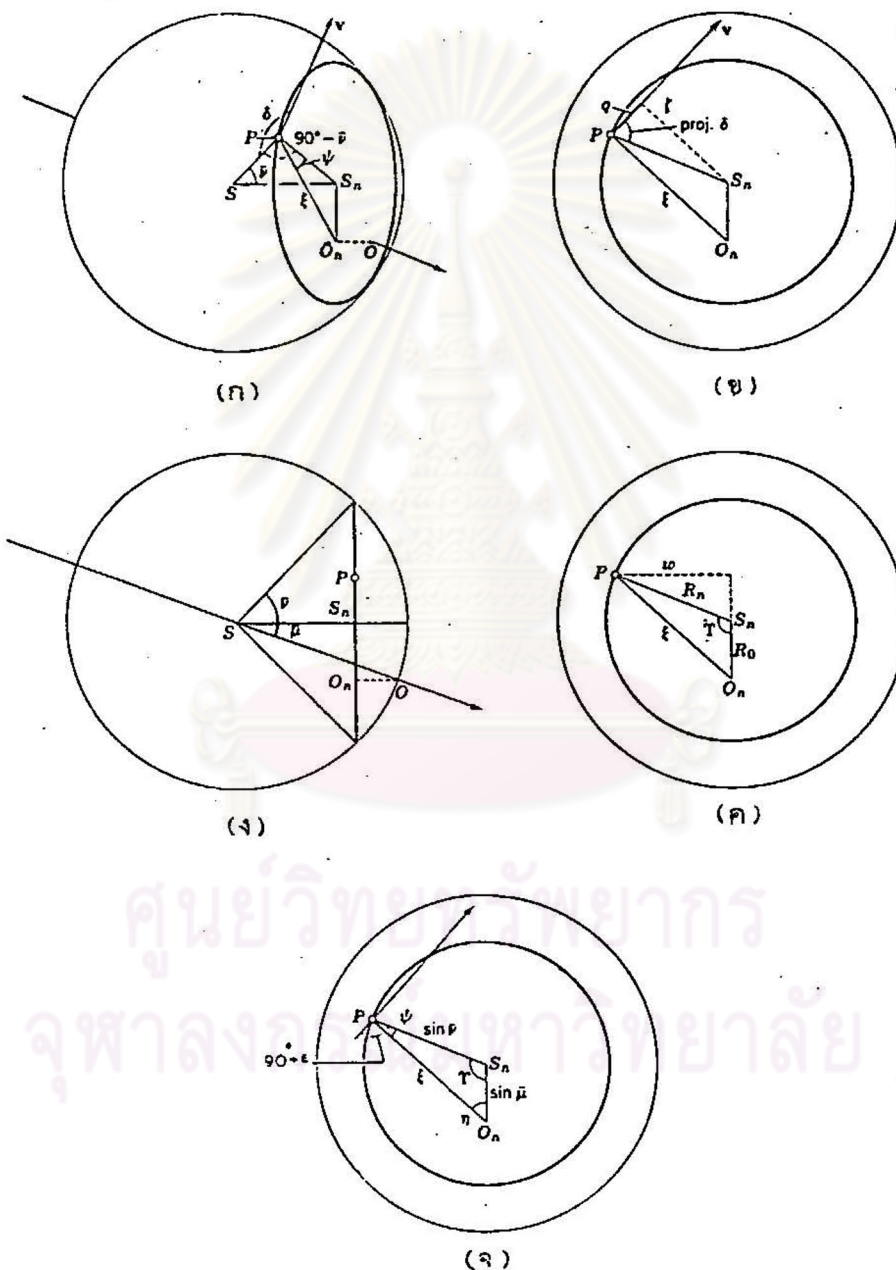 v
δ
P
90° – ν̄
ψ
ν̄
S
Sₙ
ξ
Oₙ
O
(ก)
v
ζ
P
proj. δ
Sₙ
ξ
Oₙ
(ข)
P
ν
Sₙ
S
μ
Oₙ
O
(ง)
w
P
Rₙ
Sₙ
ϒ
ξ
R₀
Oₙ
(ค)
P
ψ
sin ν
90°+ε
Sₙ
ξ
ϒ
sin μ̄
η
Oₙ
(จ)
ศูนย์วิทยทรัพยากร
จุฬาลงกรณ์มหาวิทยาลัย